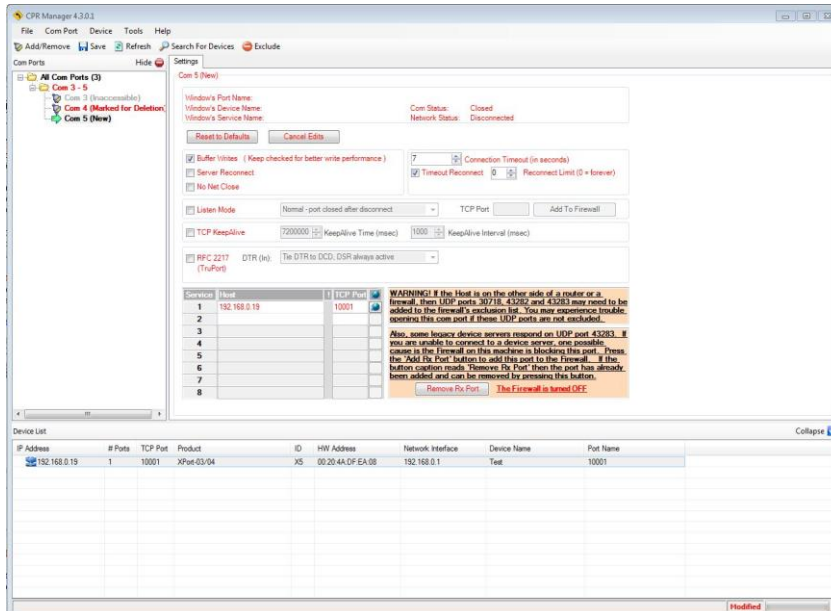 CPR Manager 4.3.0.1
File Com Port Device Tools Help
Add/Remove Save Refresh Search For Devices Exclude
Com Ports Hide
All Com Ports (3)
Com 3 - 5
Com 3 (Inaccessible)
Com 4 (Marked for Deletion)
Com 5 (New)
Settings
Com 5 (New)
Window's Port Name:
Window's Device Name: Com Status: Closed
Window's Service Name: Network Status: Disconnected
Reset to Defaults Cancel Edits
Buffer Writes ( Keep checked for better write performance )
Server Reconnect
No Net Close
7 Connection Timeout (in seconds)
Timeout Reconnect 0 Reconnect Limit (0 = forever)
Listen Mode Normal - port closed after disconnect TCP Port Add To Firewall
TCP KeepAlive 7200000 KeepAlive Time (msec) 1000 KeepAlive Interval (msec)
RFC 2217 DTR (In): Tie DTR to DCD, DSR always active
(TruPort)
Service Host ! TCP Port
1 192.168.0.19 10001
2
3
4
5
6
7
8
WARNING! If the Host is on the other side of a router or a
firewall, then UDP ports 30718, 43282 and 43283 may need to be
added to the firewall's exclusion list. You may experience trouble
opening this com port if these UDP ports are not excluded.
Also, some legacy device servers respond on UDP port 43283. If
you are unable to connect to a device server, one possible
cause is the Firewall on this machine is blocking this port. Press
the 'Add Rx Port' button to add this port to the Firewall. If the
button caption reads 'Remove Rx Port' then the port has already
been added and can be removed by pressing this button.
Remove Rx Port The Firewall is turned OFF
Device List Collapse
IP Address # Ports TCP Port Product ID HW Address Network Interface Device Name Port Name
192.168.0.19 1 10001 XPort-03/04 X5 00:20:4A:DF:EA:08 192.168.0.1 Test 10001
Modified